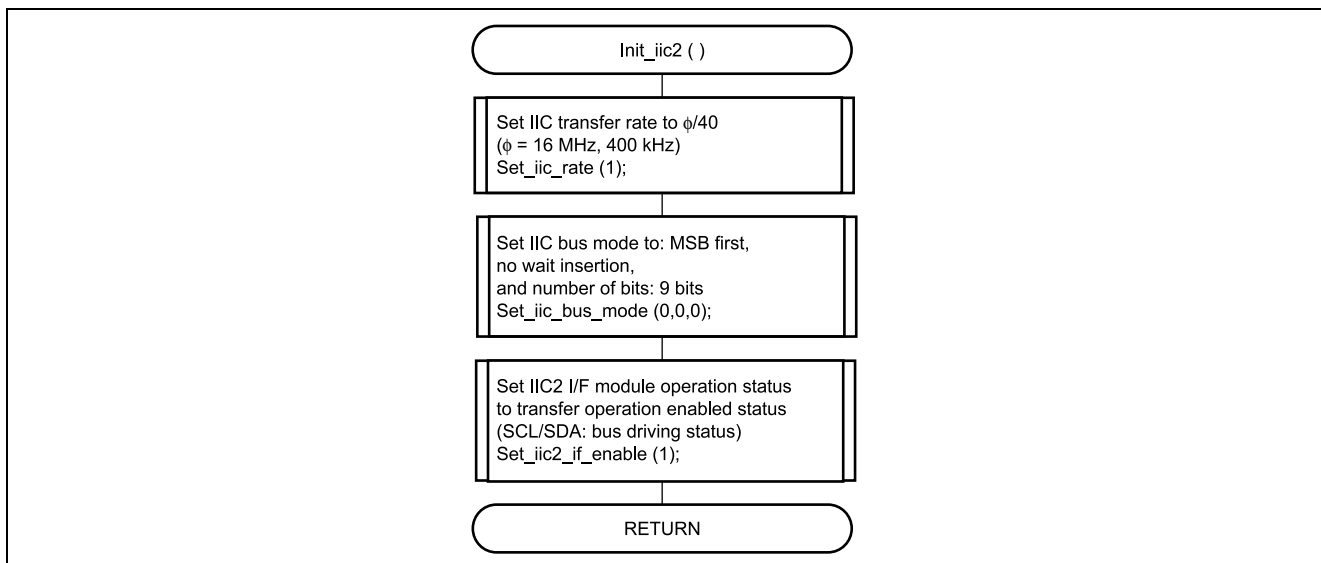 Init_iic2 ( )
Set IIC transfer rate to ϕ/40
(ϕ = 16 MHz, 400 kHz)
Set_iic_rate (1);
Set IIC bus mode to: MSB first,
no wait insertion,
and number of bits: 9 bits
Set_iic_bus_mode (0,0,0);
Set IIC2 I/F module operation status
to transfer operation enabled status
(SCL/SDA: bus driving status)
Set_iic2_if_enable (1);
RETURN